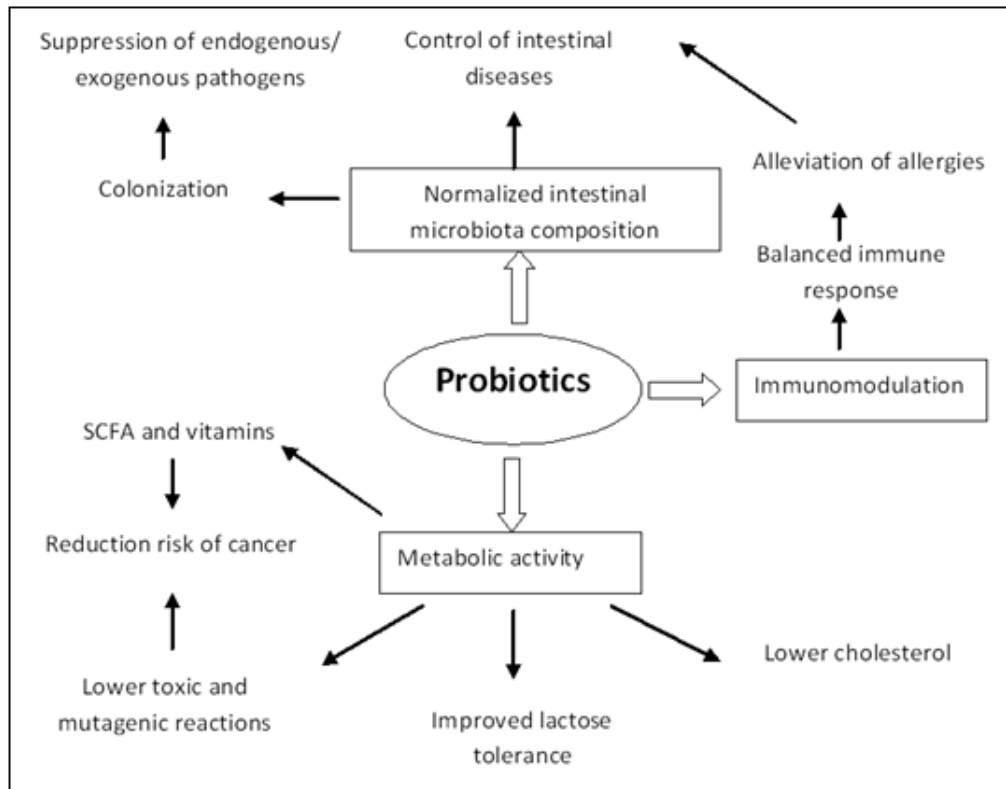 Suppression of endogenous/
exogenous pathogens
Control of intestinal
diseases
Alleviation of allergies
Colonization
Normalized intestinal
microbiota composition
Balanced immune
response
Probiotics
Immunomodulation
SCFA and vitamins
Reduction risk of cancer
Metabolic activity
Lower cholesterol
Lower toxic and
mutagenic reactions
Improved lactose
tolerance